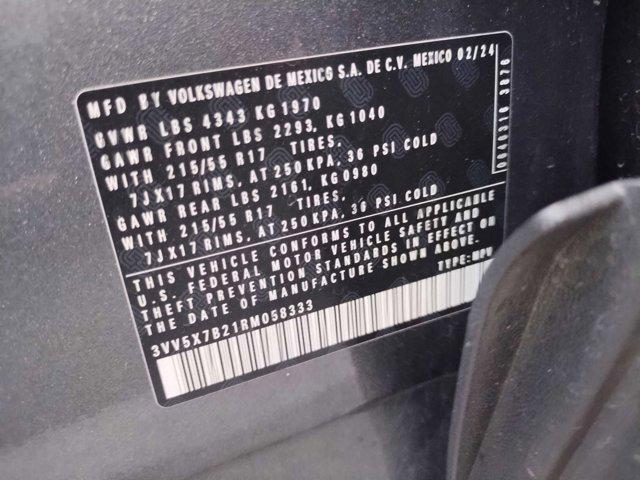 MFD BY VOLKSWAGEN DE MEXICO S.A. DE C.V. MEXICO 02/24
GVWR LBS 4343 KG 1970
GAWR FRONT LBS 2293, KG 1040
WITH 215/55 R17 TIRES,
7JX17 RIMS, AT 250 KPA, 36 PSI COLD
GAWR REAR LBS 2161, KG 0980
WITH 215/55 R17 TIRES,
7JX17 RIMS, AT 250 KPA, 36 PSI COLD
THIS VEHICLE CONFORMS TO ALL APPLICABLE
U.S. FEDERAL MOTOR VEHICLE SAFETY AND
THEFT PREVENTION STANDARDS IN EFFECT ON
THE DATE OF MANUFACTURE SHOWN ABOVE.
TYPE: MPV
3VV5X7B21RM058333